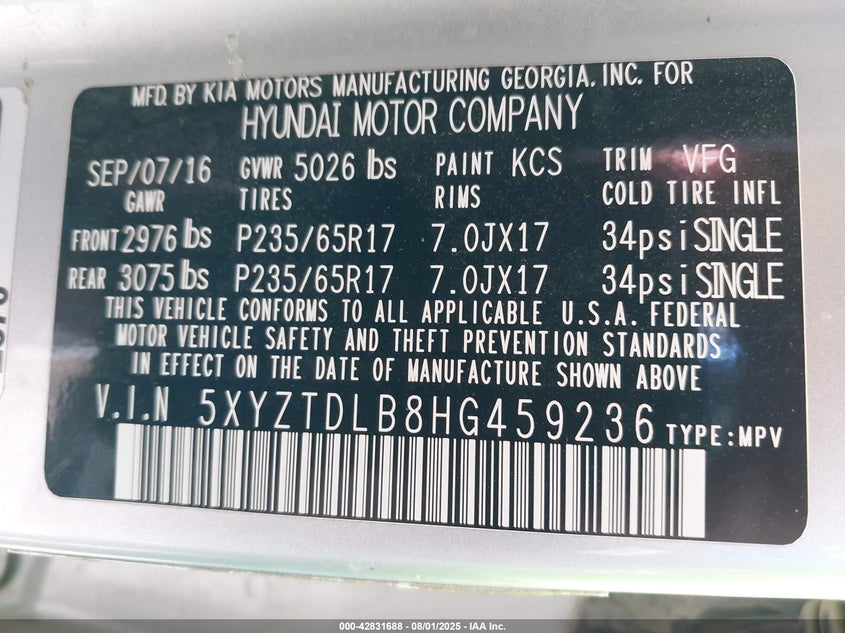 MFD. BY KIA MOTORS MANUFACTURING GEORGIA, INC. FOR
HYUNDAI MOTOR COMPANY
SEP/07/16 GVWR 5026 lbs PAINT KCS TRIM VFG
GAWR TIRES RIMS COLD TIRE INFL
FRONT 2976 lbs P235/65R17 7.0JX17 34psi SINGLE
REAR 3075 lbs P235/65R17 7.0JX17 34psi SINGLE
THIS VEHICLE CONFORMS TO ALL APPLICABLE U.S.A. FEDERAL
MOTOR VEHICLE SAFETY AND THEFT PREVENTION STANDARDS
IN EFFECT ON THE DATE OF MANUFACTURE SHOWN ABOVE
V.I.N 5XYZTDLB8HG459236 TYPE:MPV
000-42831688 - 08/01/2025 - IAA Inc.